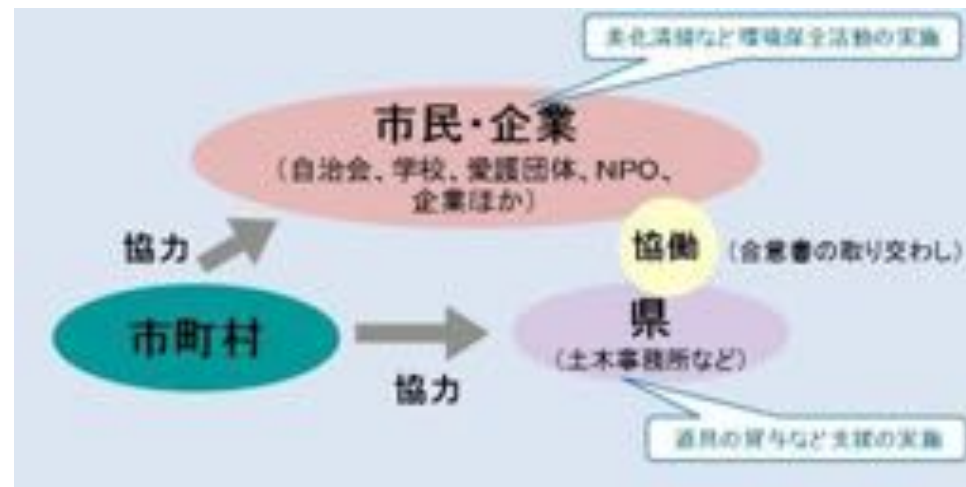 美化清掃など環境保全活動の実施
市民・企業
（自治会、学校、愛護団体、NPO、
企業ほか）
協力
協働
（合意書の取り交わし）
市町村
県
（土木事務所など）
協力
道具の貸与など支援の実施